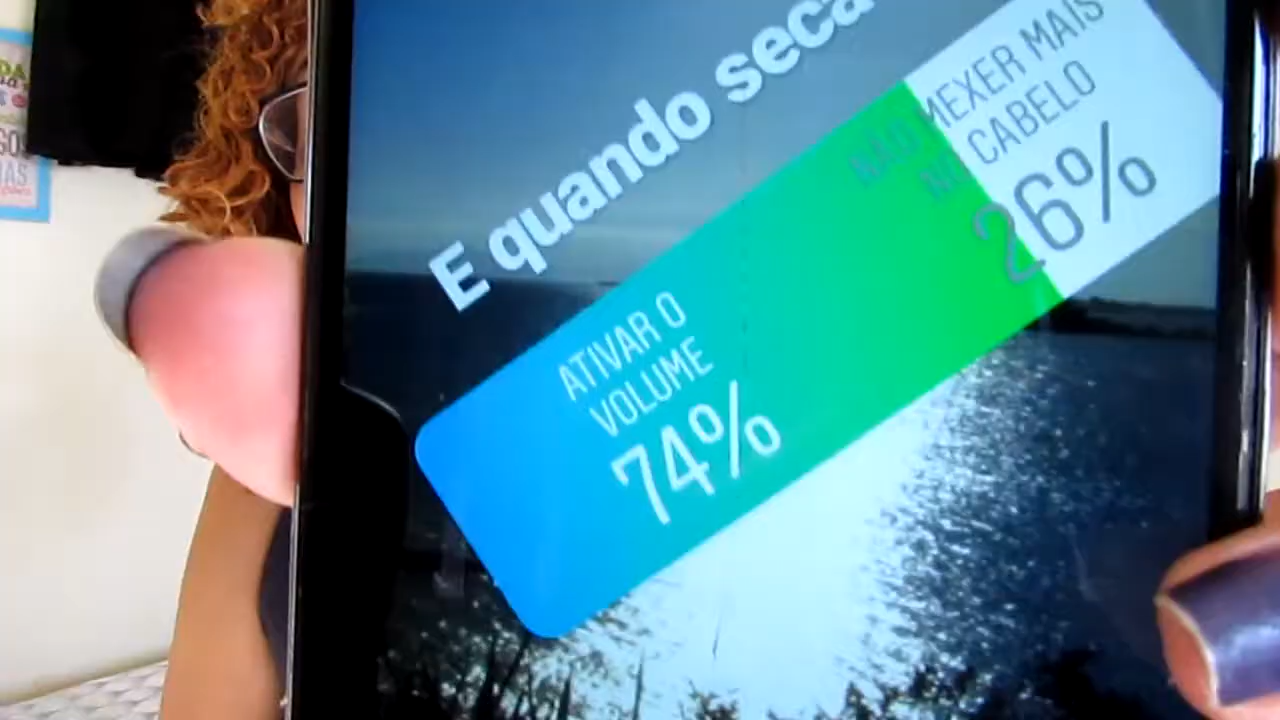 E quando seca
ATIVAR O
VOLUME
74%
NÃO MEXER MAIS
NO CABELO
26%